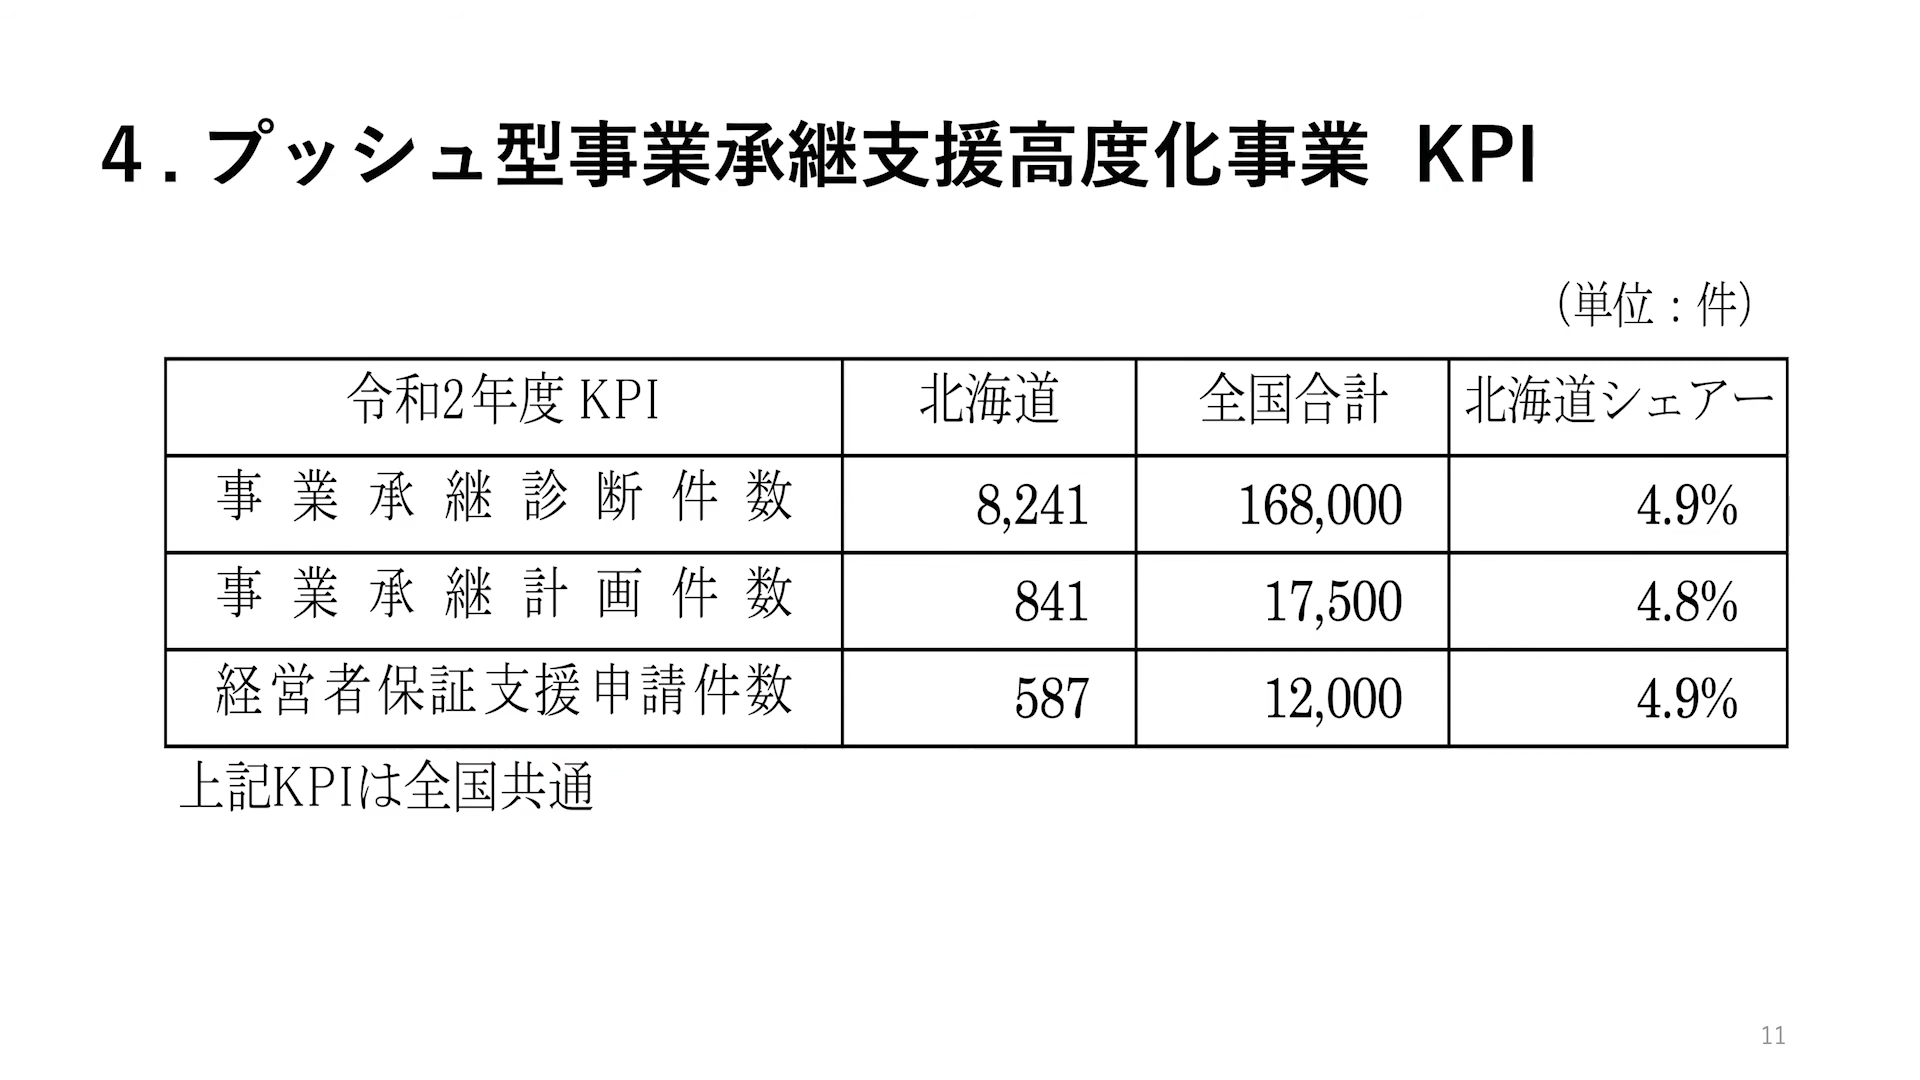 4．プッシュ型事業承継支援高度化事業 KPI
（単位：件）
令和2年度 KPI 北海道 全国合計 北海道シェアー
事業承継診断件数 8,241 168,000 4.9%
事業承継計画件数 841 17,500 4.8%
経営者保証支援申請件数 587 12,000 4.9%
上記KPIは全国共通
11